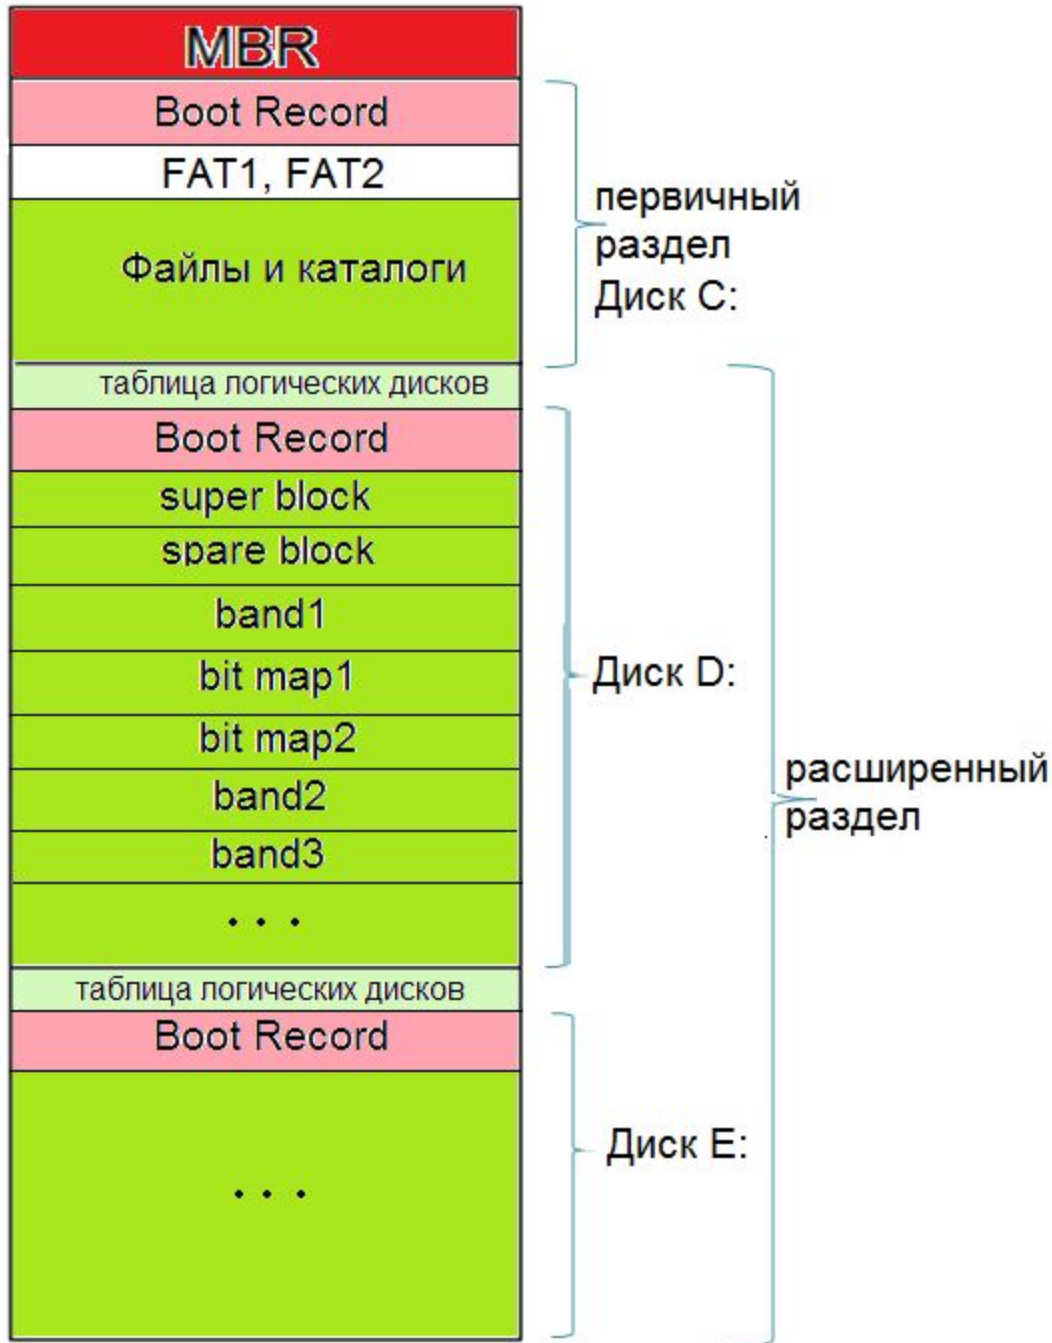 MBR
Boot Record
FAT1, FAT2
Файлы и каталоги
первичный
раздел
Диск C:
таблица логических дисков
Boot Record
super block
spare block
band1
bit map1
bit map2
band2
band3
. . .
Диск D:
расширенный
раздел
таблица логических дисков
Boot Record
. . .
Диск E: